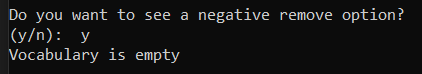 Do you want to see a negative remove option?
(y/n):  y
Vocabulary is empty